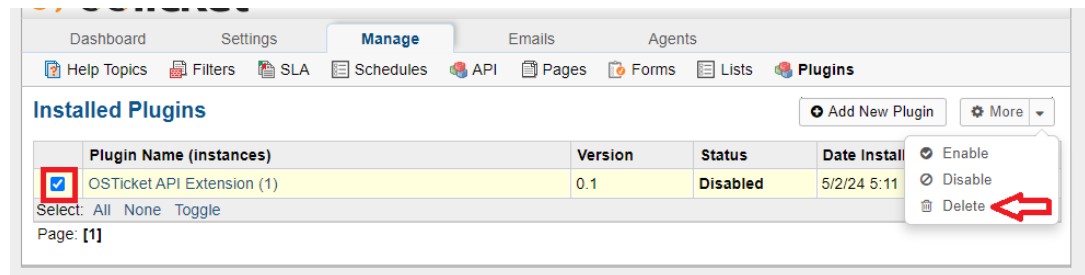 Dashboard Settings Manage Emails Agents
Help Topics Filters SLA Schedules API Pages Forms Lists Plugins
Installed Plugins
Add New Plugin More
Plugin Name (instances) Version Status Date Install
Enable
OSTicket API Extension (1) 0.1 Disabled 5/2/24 5:11
Disable
Select: All None Toggle
Delete
Page: [1]